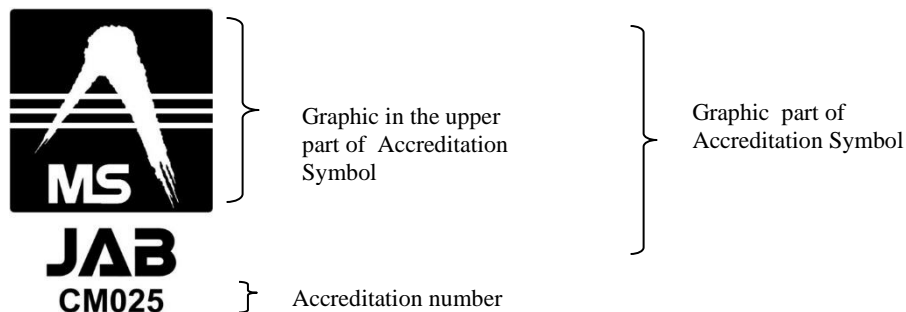 MS
JAB
CM025
Graphic in the upper
part of Accreditation
Symbol
Graphic part of
Accreditation Symbol
Accreditation number